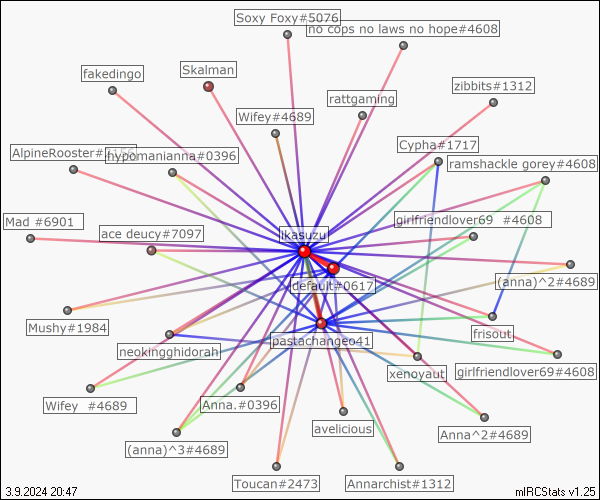 Soxy Foxy#5076
no cops no laws no hope#4608
Skalman
fakedingo
zibbits#1312
rattgaming
Wifey#4689
Cypha#1717
AlpineRooster#
hypomanianna#0396
ramshackle gorey#4608
Mad #6901
girlfriendlover69 #4608
ace deucy#7097
ikasuzu
(anna)^2#4689
default#0617
Mushy#1984
frisout
pastachangeo41
neokingghidorah
girlfriendlover69#4608
xenoyaut
Wifey #4689
Anna.#0396
avelicious
Anna^2#4689
(anna)^3#4689
Toucan#2473
Annarchist#1312
3.9.2024 20:47
mIRCStats v1.25